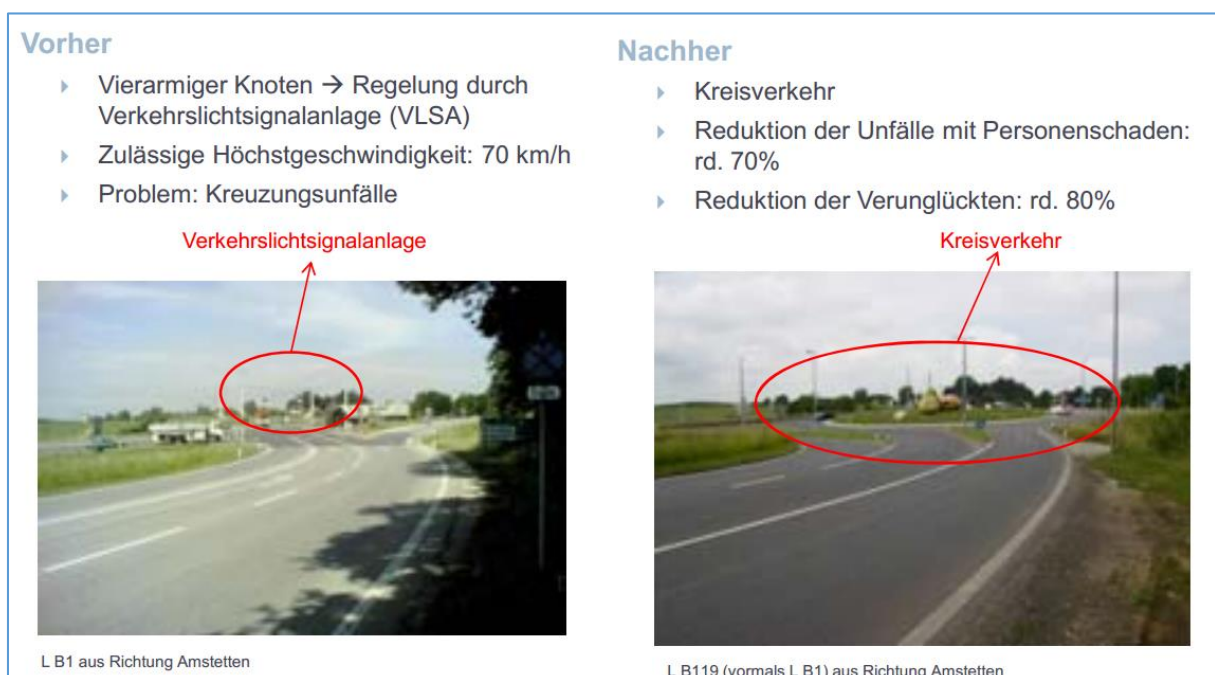 Vorher
Vierarmiger Knoten → Regelung durch
Verkehrslichtsignalanlage (VLSA)
Zulässige Höchstgeschwindigkeit: 70 km/h
Problem: Kreuzungsunfälle
Verkehrslichtsignalanlage
L B1 aus Richtung Amstetten
Nachher
Kreisverkehr
Reduktion der Unfälle mit Personenschaden:
rd. 70%
Reduktion der Verunglückten: rd. 80%
Kreisverkehr
L B119 (vormals L B1) aus Richtung Amstetten